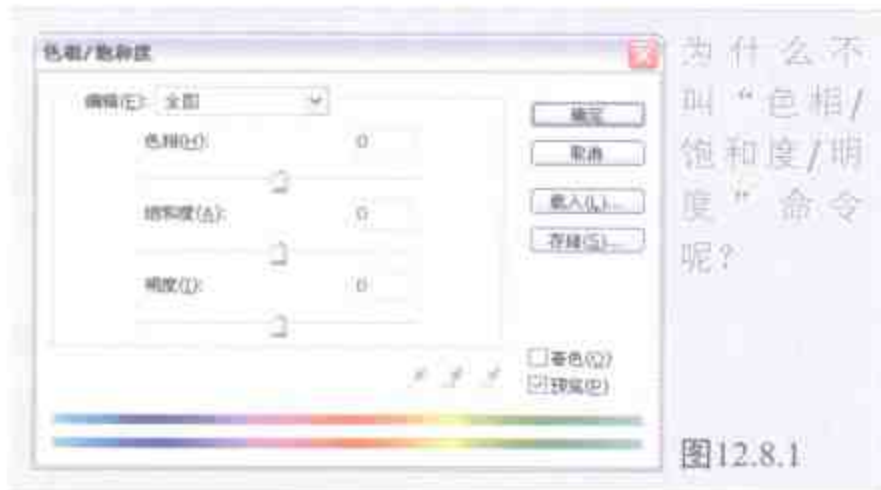 色相/饱和度
编辑(E): 全图
色相(H): 0
饱和度(A): 0
明度(I): 0
确定
取消
载入(L)...
存储(S)...
着色(O)
预览(P)
为什么不
叫“色相/
饱和度/明
度”命令
呢?
图12.8.1